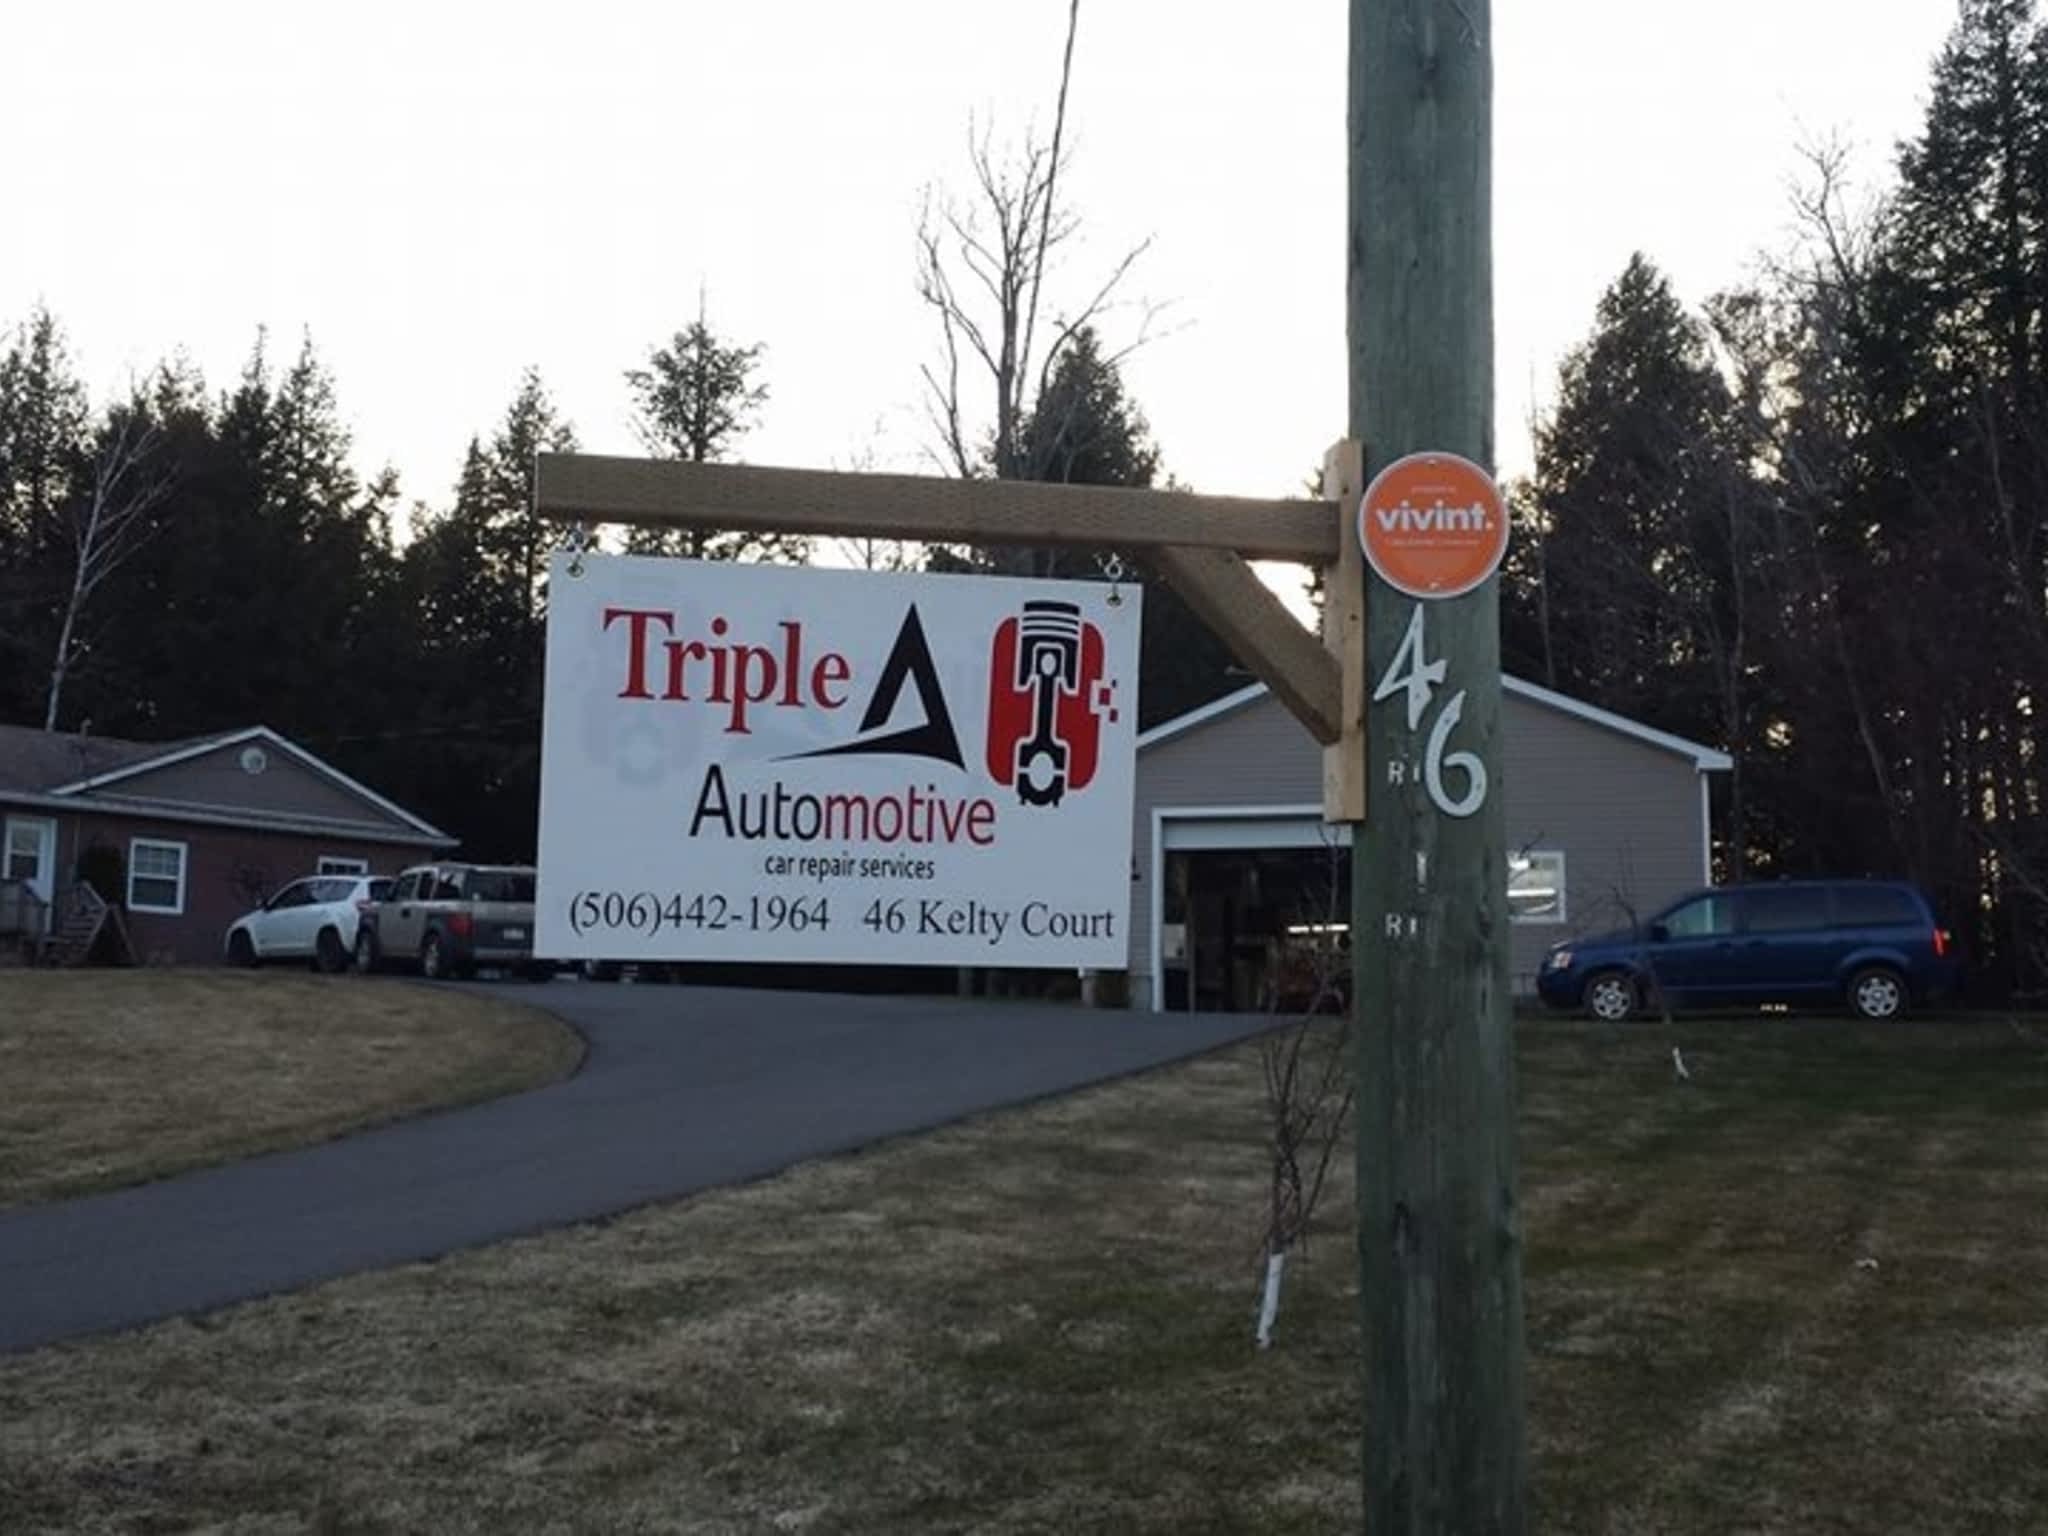 Triple A
Automotive
car repair services
(506)442-1964 46 Kelty Court
vivint.
46